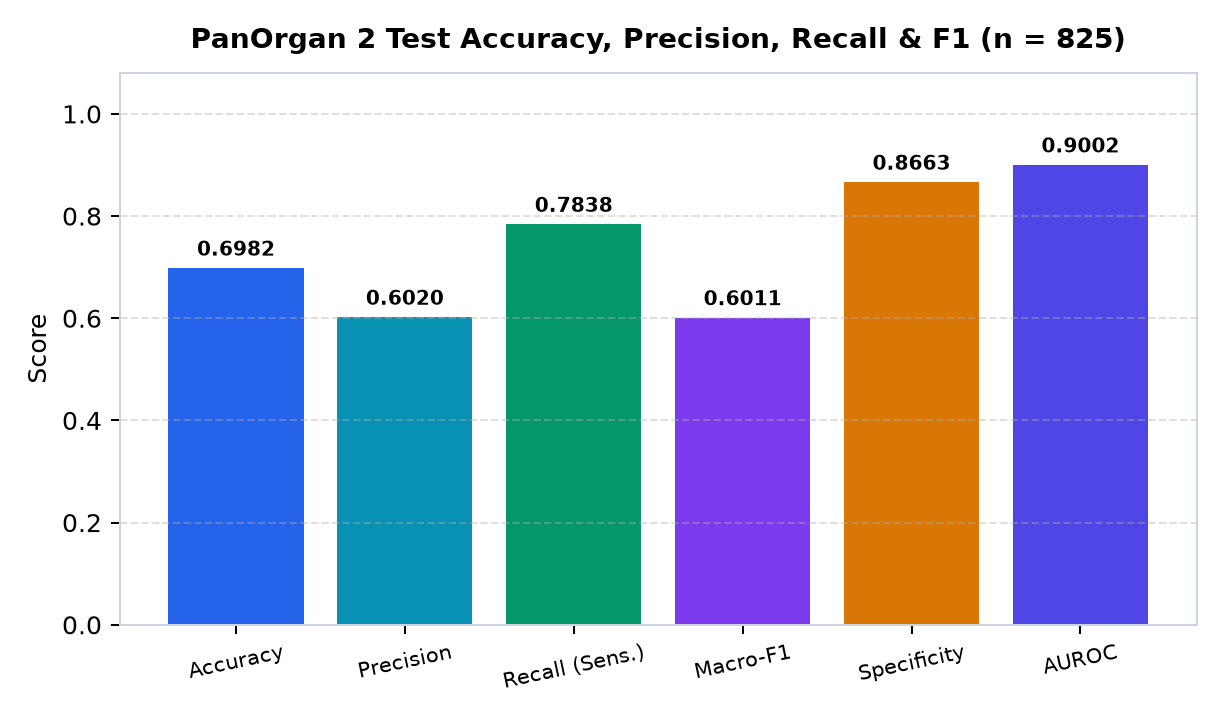 PanOrgan 2 Test Accuracy, Precision, Recall & F1 (n = 825)
1.0
0.8
0.6
0.4
0.2
0.0
Score
0.6982
0.6020
0.7838
0.6011
0.8663
0.9002
Accuracy
Precision
Recall (Sens.)
Macro-F1
Specificity
AUROC